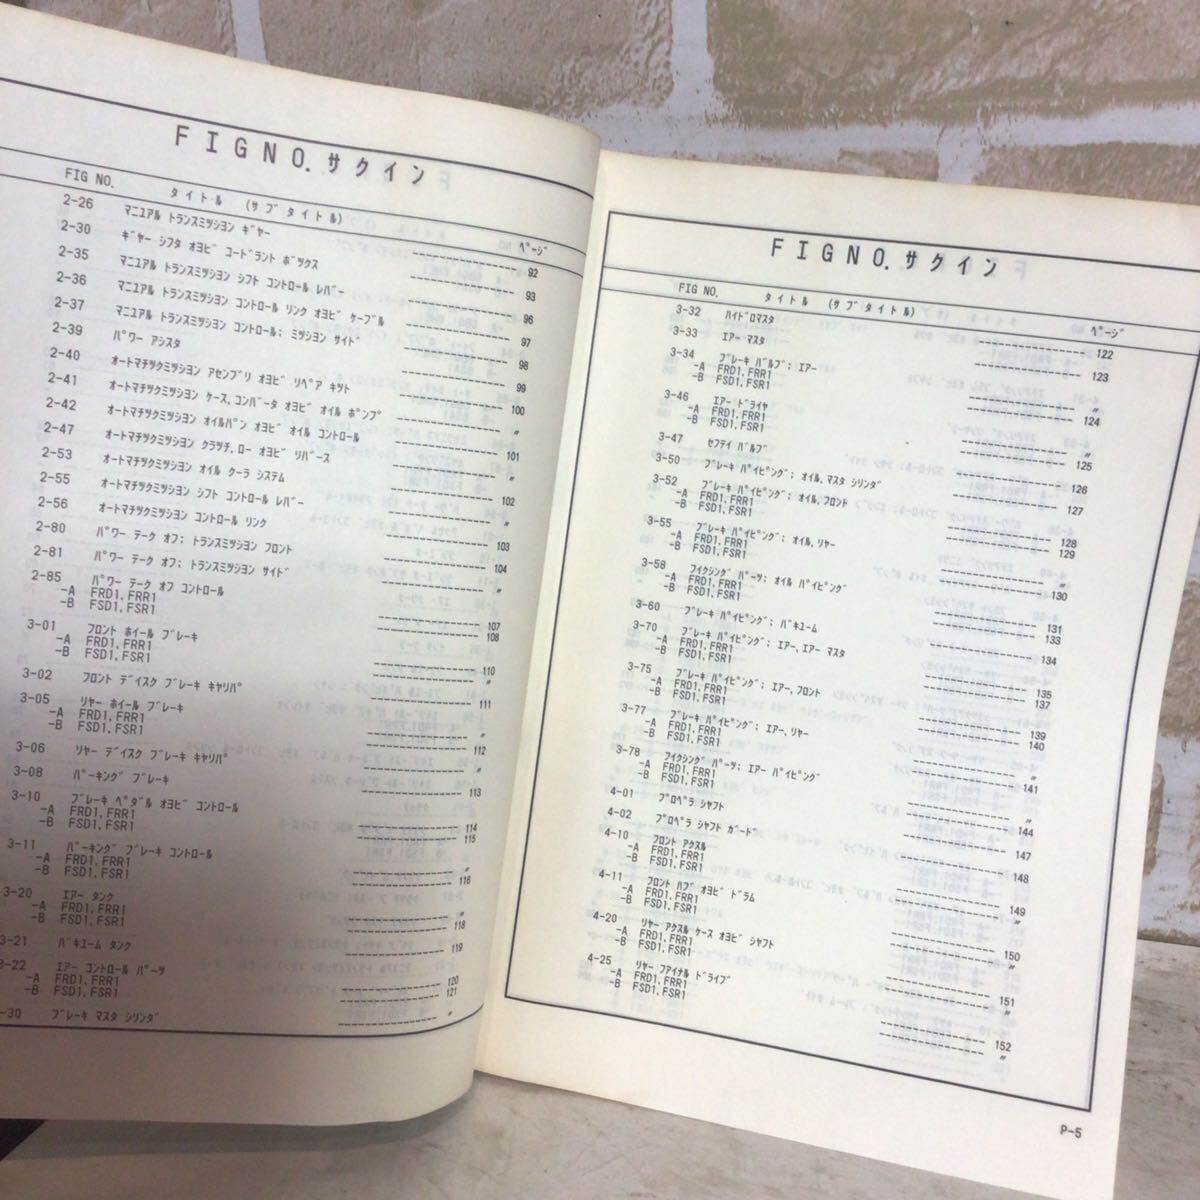 FIGNO.サクイン
FIG NO. タイトル (サブタイトル) ページ
2-26 マニュアル トランスミツシヨン ギヤー 92
2-30 ギヤー シフタ オヨビ コードラント ボツクス 93
2-35 マニュアル トランスミツシヨン シフト コントロール レバー 96
2-36 マニュアル トランスミツシヨン コントロール リンク オヨビ ケーブル 97
2-37 マニュアル トランスミツシヨン コントロール; ミツシヨン サイド 98
2-39 パワー アシスタ 99
2-40 オートマチツクミツシヨン アセンブリ オヨビ リペア キツト 100
2-41 オートマチツクミツシヨン ケース,コンバータ オヨビ オイル ポンプ 〃
2-42 オートマチツクミツシヨン オイルパン オヨビ オイル コントロール 101
2-47 オートマチツクミツシヨン クラツチ,ロー オヨビ リバース 〃
2-53 オートマチツクミツシヨン オイル クーラ システム 102
2-55 オートマチツクミツシヨン シフト コントロール レバー 〃
2-56 オートマチツクミツシヨン コントロール リンク 103
2-80 パワー テーク オフ; トランスミツシヨン フロント 104
2-81 パワー テーク オフ; トランスミツシヨン サイド
2-85 パワー テーク オフ コントロール
-A FRD1,FRR1 107
-B FSD1,FSR1 108
3-01 フロント ホイール ブレーキ
-A FRD1,FRR1 110
-B FSD1,FSR1 111
3-02 フロント デイスク ブレーキ キヤリパ
3-05 リヤー ホイール ブレーキ
-A FRD1,FRR1 112
-B FSD1,FSR1 〃
3-06 リヤー デイスク ブレーキ キヤリパ 113
3-08 パーキング ブレーキ
3-10 ブレーキ ペダル オヨビ コントロール
-A FRD1,FRR1 114
-B FSD1,FSR1 115
3-11 パーキング ブレーキ コントロール
-A FRD1,FRR1 116
-B FSD1,FSR1 〃
3-20 エアー タンク
-A FRD1,FRR1 118
-B FSD1,FSR1 〃
3-21 バキユーム タンク 119
3-22 エアー コントロール パーツ
-A FRD1,FRR1 120
-B FSD1,FSR1 121
-30 ブレーキ マスタ シリンダ 〃
FIGNO.サクイン
FIG NO. タイトル (サブタイトル) ページ
3-32 ハイドロマスタ 122
3-33 エアー マスタ 123
3-34 ブレーキ バルブ; エアー
-A FRD1,FRR1 〃
-B FSD1,FSR1 124
3-46 エアー ドライヤ
-A FRD1,FRR1 〃
-B FSD1,FSR1 125
3-47 セフテイ バルブ 126
3-50 ブレーキ パイピング; オイル,マスタ シリンダ 127
3-52 ブレーキ パイピング; オイル,フロント
-A FRD1,FRR1 128
-B FSD1,FSR1 129
3-55 ブレーキ パイピング; オイル,リヤー
-A FRD1,FRR1 〃
-B FSD1,FSR1 130
3-58 フイクシング パーツ; オイル パイピング
-A FRD1,FRR1 131
-B FSD1,FSR1 133
3-60 ブレーキ パイピング; バキユーム 134
3-70 ブレーキ パイピング; エアー,エアー マスタ
-A FRD1,FRR1 135
-B FSD1,FSR1 137
3-75 ブレーキ パイピング; エアー,フロント
-A FRD1,FRR1 139
-B FSD1,FSR1 140
3-77 ブレーキ パイピング; エアー,リヤー
-A FRD1,FRR1 〃
-B FSD1,FSR1 141
3-78 フイクシング パーツ; エアー パイピング
-A FRD1,FRR1
-B FSD1,FSR1 144
4-01 プロペラ シヤフト 147
4-02 プロペラ シヤフト ガード 148
4-10 フロント アクスル
-A FRD1,FRR1 〃
-B FSD1,FSR1 149
4-11 フロント ハブ オヨビ ドラム
-A FRD1,FRR1 〃
-B FSD1,FSR1 150
4-20 リヤー アクスル ケース オヨビ シヤフト
-A FRD1,FRR1 〃
-B FSD1,FSR1 151
4-25 リヤー フアイナル ドライブ
-A FRD1,FRR1 152
-B FSD1,FSR1 〃
P-5